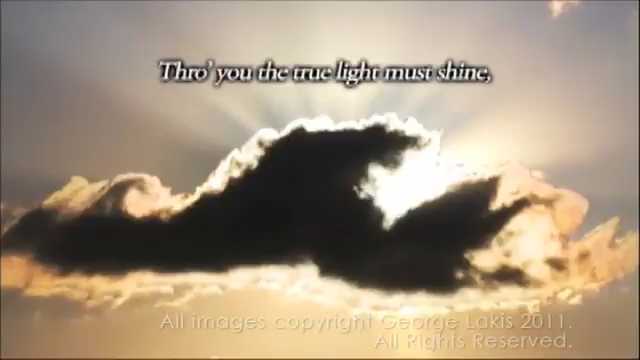 Thro' you the true light must shine,
All images copyright George Lakis 2011.
All Rights Reserved.